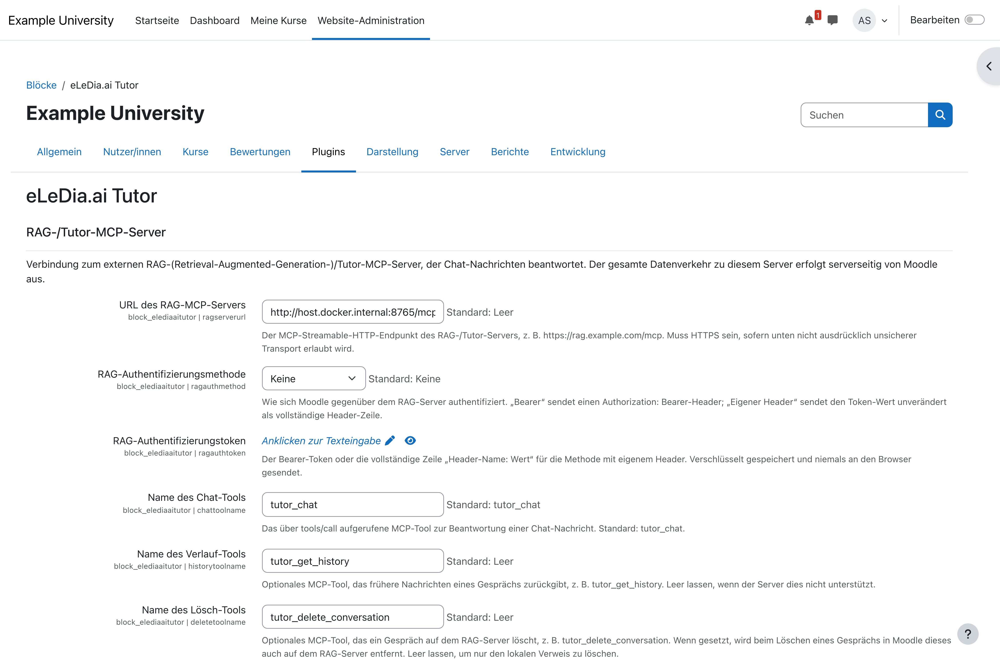 Example University
Startseite
Dashboard
Meine Kurse
Website-Administration
1
AS
Bearbeiten
Blöcke / eLeDia.ai Tutor
Example University
Suchen
Allgemein
Nutzer/innen
Kurse
Bewertungen
Plugins
Darstellung
Server
Berichte
Entwicklung
eLeDia.ai Tutor
RAG-/Tutor-MCP-Server
Verbindung zum externen RAG-(Retrieval-Augmented-Generation-)/Tutor-MCP-Server, der Chat-Nachrichten beantwortet. Der gesamte Datenverkehr zu diesem Server erfolgt serverseitig von Moodle
aus.
URL des RAG-MCP-Servers
block_elediaaitutor | ragserverurl
http://host.docker.internal:8765/mcp
Standard: Leer
Der MCP-Streamable-HTTP-Endpunkt des RAG-/Tutor-Servers, z. B. https://rag.example.com/mcp. Muss HTTPS sein, sofern unten nicht ausdrücklich unsicherer
Transport erlaubt wird.
RAG-Authentifizierungsmethode
block_elediaaitutor | ragauthmethod
Keine
Standard: Keine
Wie sich Moodle gegenüber dem RAG-Server authentifiziert. „Bearer“ sendet einen Authorization: Bearer-Header; „Eigener Header“ sendet den Token-Wert unverändert
als vollständige Header-Zeile.
RAG-Authentifizierungstoken
block_elediaaitutor | ragauthtoken
Anklicken zur Texteingabe
Der Bearer-Token oder die vollständige Zeile „Header-Name: Wert“ für die Methode mit eigenem Header. Verschlüsselt gespeichert und niemals an den Browser
gesendet.
Name des Chat-Tools
block_elediaaitutor | chattoolname
tutor_chat
Standard: tutor_chat
Das über tools/call aufgerufene MCP-Tool zur Beantwortung einer Chat-Nachricht. Standard: tutor_chat.
Name des Verlauf-Tools
block_elediaaitutor | historytoolname
tutor_get_history
Standard: Leer
Optionales MCP-Tool, das frühere Nachrichten eines Gesprächs zurückgibt, z. B. tutor_get_history. Leer lassen, wenn der Server dies nicht unterstützt.
Name des Lösch-Tools
block_elediaaitutor | deletetoolname
tutor_delete_conversation
Standard: Leer
Optionales MCP-Tool, das ein Gespräch auf dem RAG-Server löscht, z. B. tutor_delete_conversation. Wenn gesetzt, wird beim Löschen eines Gesprächs in Moodle dieses
auch auf dem RAG-Server entfernt. Leer lassen, um nur den lokalen Verweis zu löschen.
?